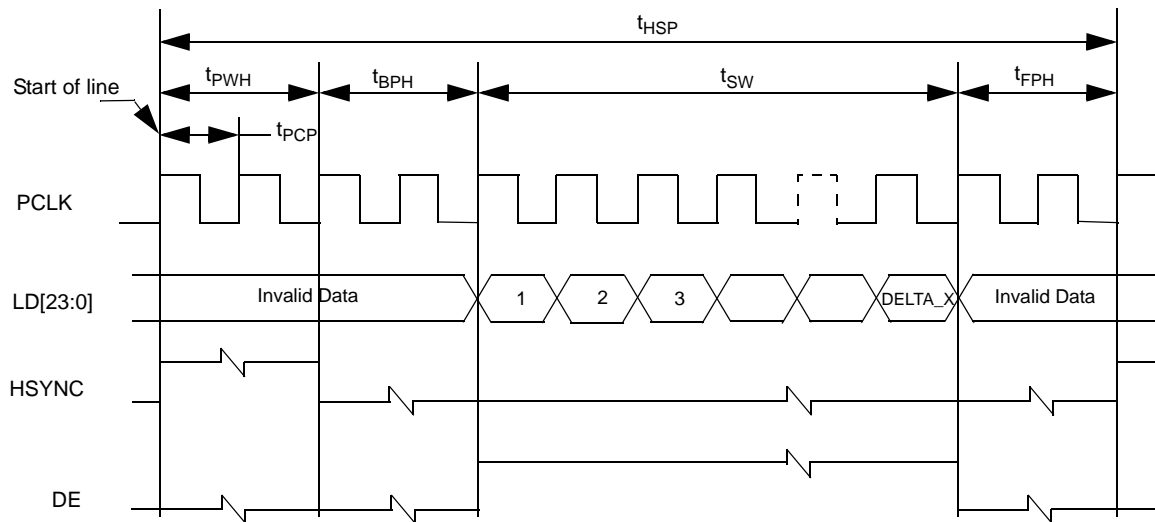 tHSP
tPWH
tBPH
tSW
tFPH
Start of line
tPCP
PCLK
LD[23:0]
Invalid Data
1
2
3
DELTA_X
Invalid Data
HSYNC
DE